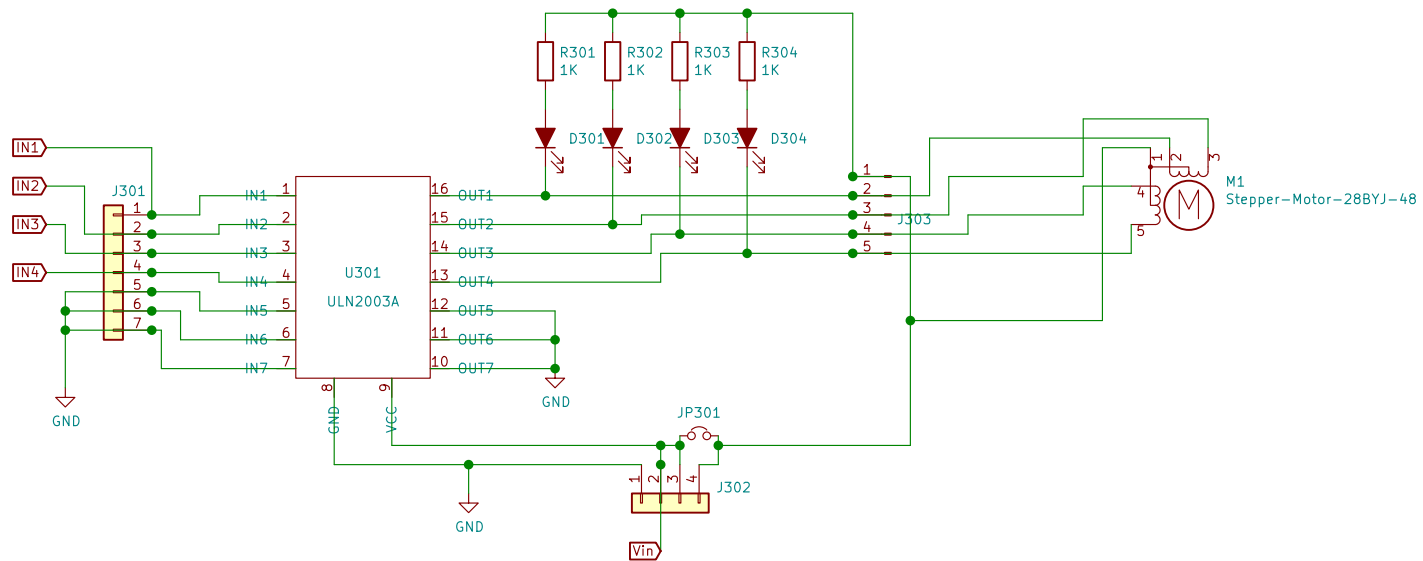 R301
1K
R302
1K
R303
1K
R304
1K
D301
D302
D303
D304
IN1
IN2
IN3
IN4
J301
1
2
3
4
5
6
7
GND
IN1
IN2
IN3
IN4
IN5
IN6
IN7
1
2
3
4
5
6
7
U301
ULN2003A
16
15
14
13
12
11
10
OUT1
OUT2
OUT3
OUT4
OUT5
OUT6
OUT7
GND
8
GND
9
VCC
GND
JP301
1
2
3
4
J302
Vin
1
2
3
4
5
J303
1
2
3
4
5
M1
Stepper-Motor-28BYJ-48
M